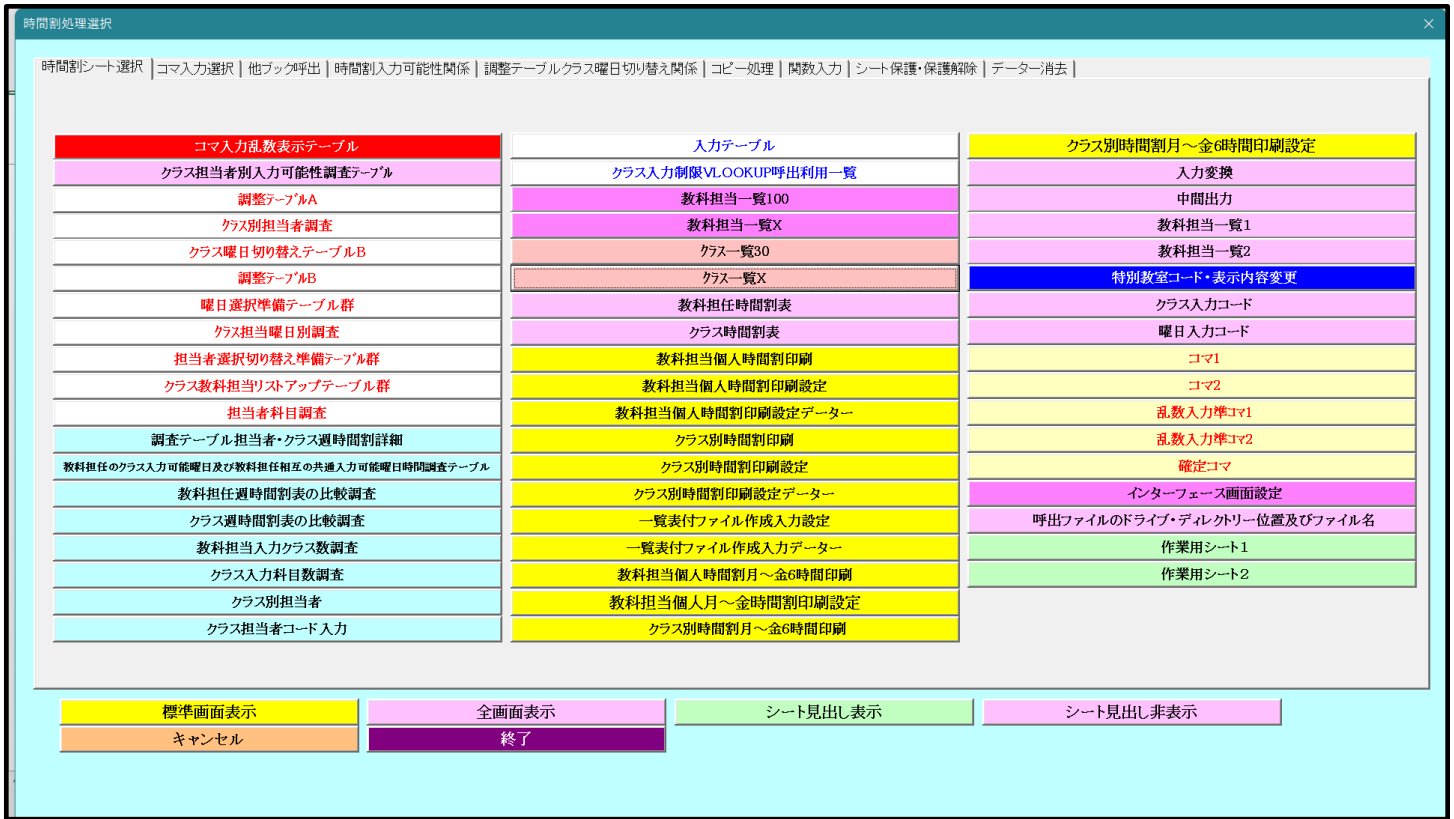 時間割処理選択
時間割シート選択 コマ入力選択 他ブック呼出 時間割入力可能性関係 調整テーブルクラス曜日切り替え関係 コピー処理 関数入力 シート保護・保護解除 データー消去
コマ入力乱数表示テーブル
クラス担当者別入力可能性調査テーブル
調整テーブルA
クラス別担当者調査
クラス曜日切り替えテーブルB
調整テーブルB
曜日選択準備テーブル群
クラス担当曜日別調査
担当者選択切り替え準備テーブル群
クラス教科担当リストアップテーブル群
担当者科目調査
調査テーブル担当者・クラス週時間割詳細
教科担任のクラス入力可能曜日及び教科担任相互の共通入力可能曜日時間調査テーブル
教科担任週時間割表の比較調査
クラス週時間割表の比較調査
教科担当入力クラス数調査
クラス入力科目数調査
クラス別担当者
クラス担当者コード入力
入力テーブル
クラス入力制限VLOOKUP呼出利用一覧
教科担当一覧100
教科担当一覧X
クラス一覧30
クラス一覧X
教科担任時間割表
クラス時間割表
教科担当個人時間割印刷
教科担当個人時間割印刷設定
教科担当個人時間割印刷設定データー
クラス別時間割印刷
クラス別時間割印刷設定
クラス別時間割印刷設定データー
一覧表付ファイル作成入力設定
一覧表付ファイル作成入力データー
教科担当個人時間割月～金6時間印刷
教科担当個人月～金時間割印刷設定
クラス別時間割月～金6時間印刷
クラス別時間割月～金6時間印刷設定
入力変換
中間出力
教科担当一覧1
教科担当一覧2
特別教室コード・表示内容変更
クラス入力コード
曜日入力コード
コマ1
コマ2
乱数入力準コマ1
乱数入力準コマ2
確定コマ
インターフェース画面設定
呼出ファイルのドライブ・ディレクトリー位置及びファイル名
作業用シート1
作業用シート2
標準画面表示 全画面表示 シート見出し表示 シート見出し非表示
キャンセル 終了